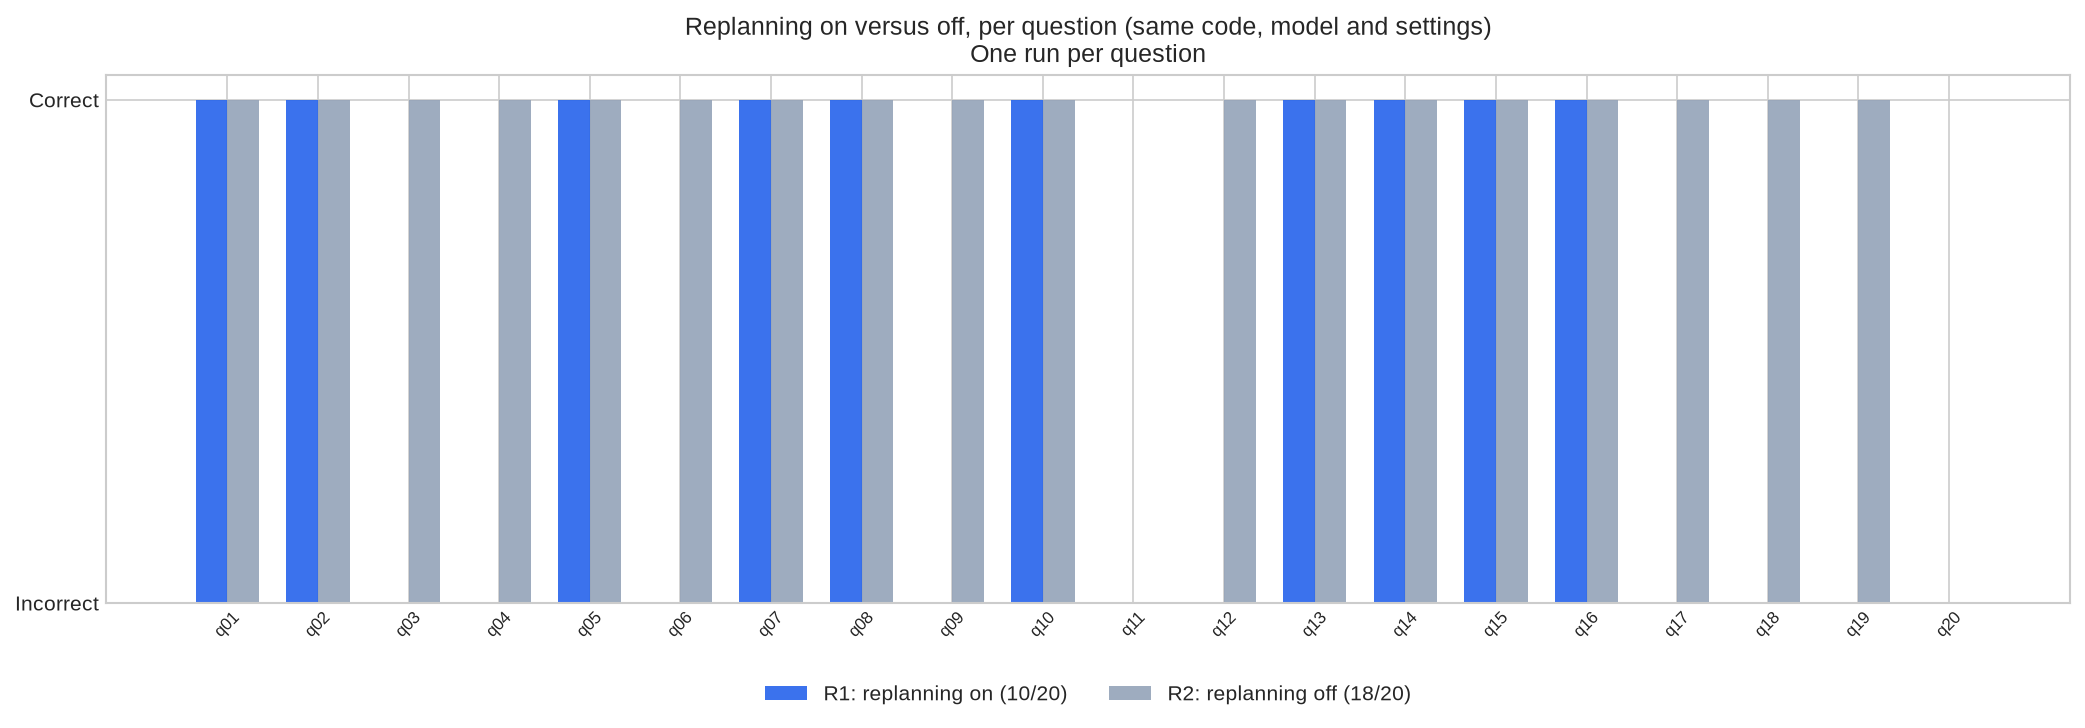 Replanning on versus off, per question (same code, model and settings)
One run per question
Correct
Incorrect
q01
q02
q03
q04
q05
q06
q07
q08
q09
q10
q11
q12
q13
q14
q15
q16
q17
q18
q19
q20
R1: replanning on (10/20)
R2: replanning off (18/20)